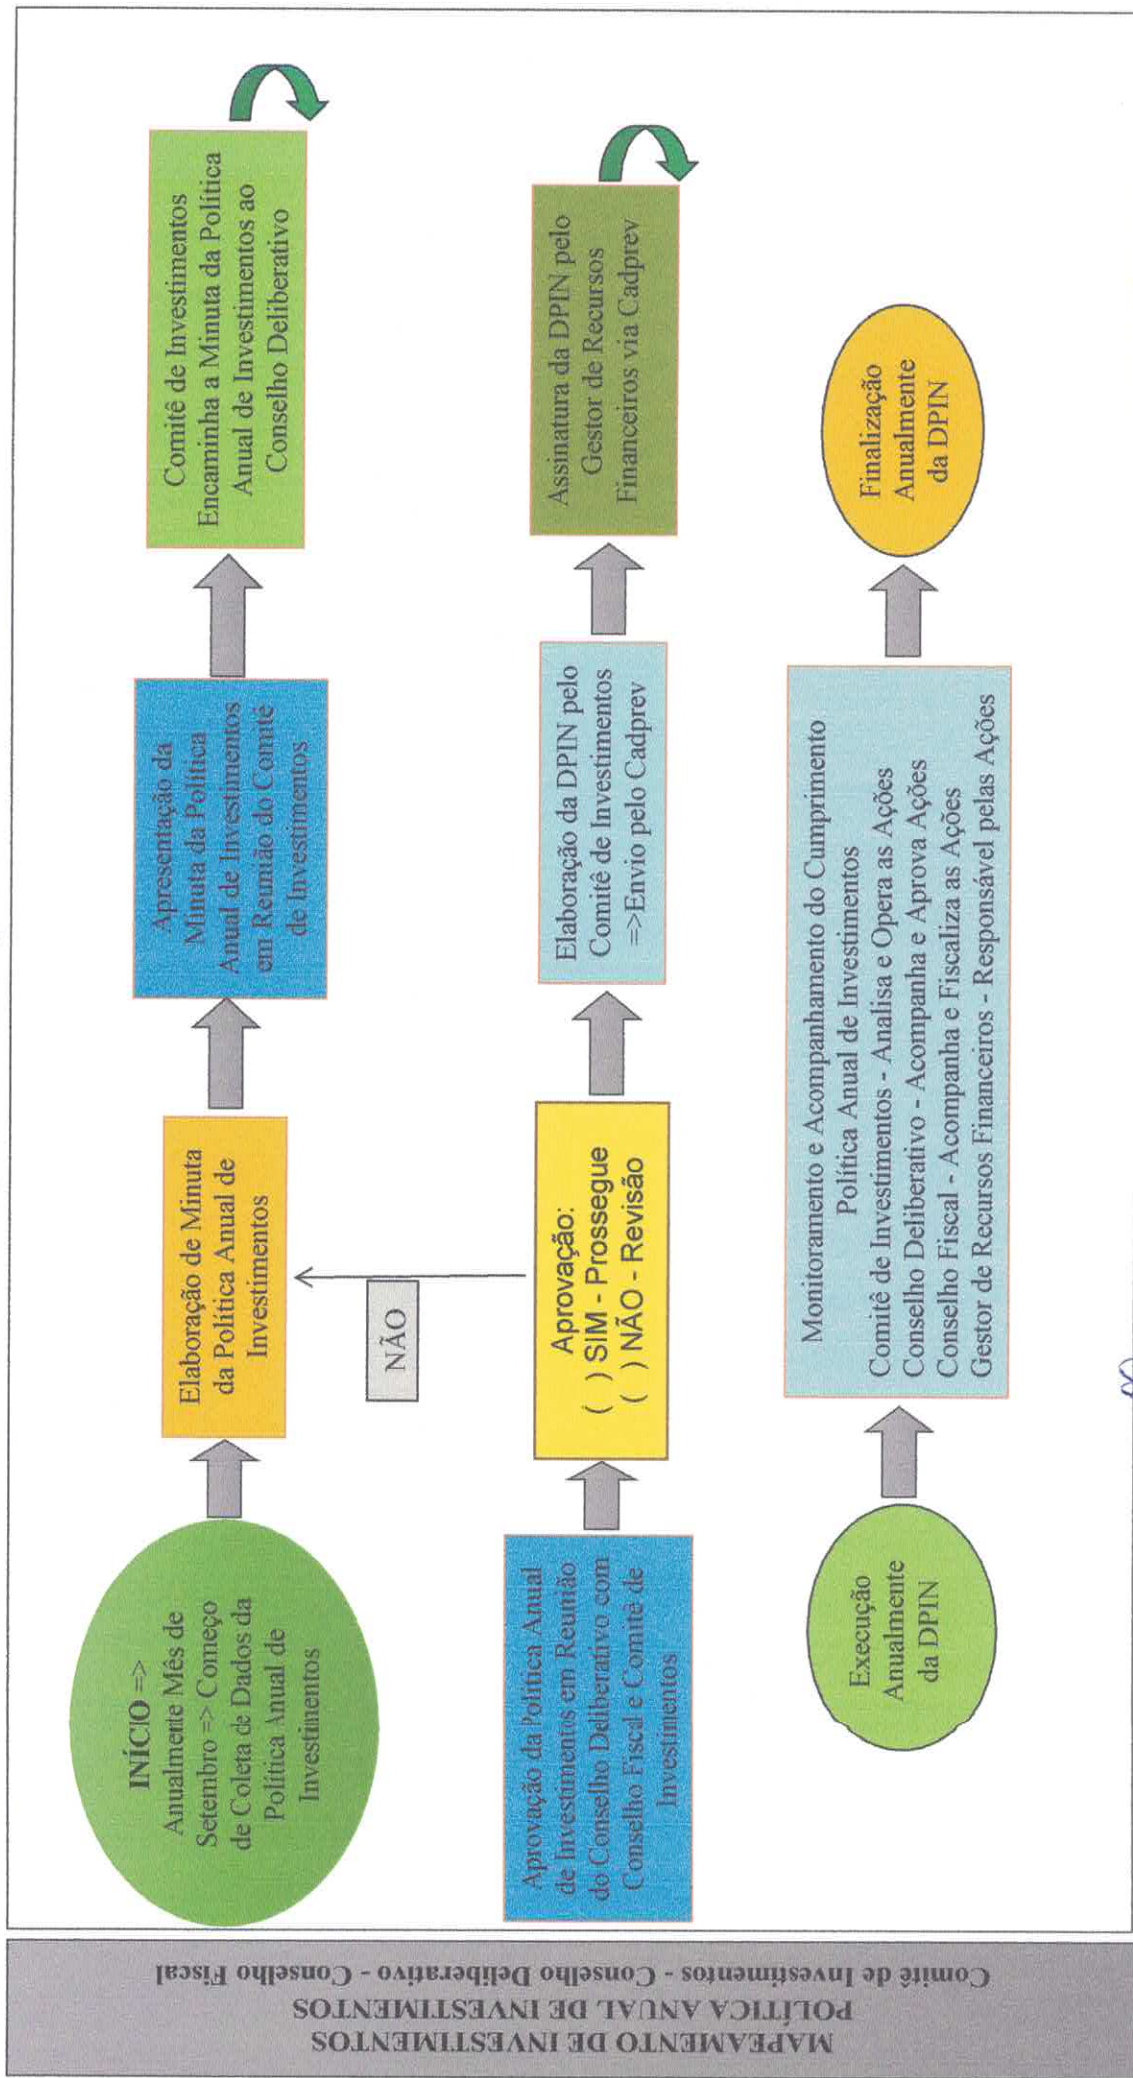 MAPEAMENTO DE INVESTIMENTOS
POLÍTICA ANUAL DE INVESTIMENTOS
Comitê de Investimentos - Conselho Deliberativo - Conselho Fiscal
INÍCIO =>
Anualmente Mês de
Setembro => Começo
de Coleta de Dados da
Política Anual de
Investimentos
Elaboração de Minuta
da Política Anual de
Investimentos
Apresentação da
Minuta da Política
Anual de Investimentos
em Reunião do Comitê
de Investimentos
Comitê de Investimentos
Encaminha a Minuta da Política
Anual de Investimentos ao
Conselho Deliberativo
NÃO
Aprovação da Política Anual
de Investimentos em Reunião
do Conselho Deliberativo com
Conselho Fiscal e Comitê de
Investimentos
Aprovação:
( ) SIM - Prossegue
( ) NÃO - Revisão
Elaboração da DPIN pelo
Comitê de Investimentos
=>Envio pelo Cadprev
Assinatura da DPIN pelo
Gestor de Recursos
Financeiros via Cadprev
Execução
Anualmente
da DPIN
Monitoramento e Acompanhamento do Cumprimento
Política Anual de Investimentos
Comitê de Investimentos - Analisa e Opera as Ações
Conselho Deliberativo - Acompanha e Aprova Ações
Conselho Fiscal - Acompanha e Fiscaliza as Ações
Gestor de Recursos Financeiros - Responsável pelas Ações
Finalização
Anualmente
da DPIN